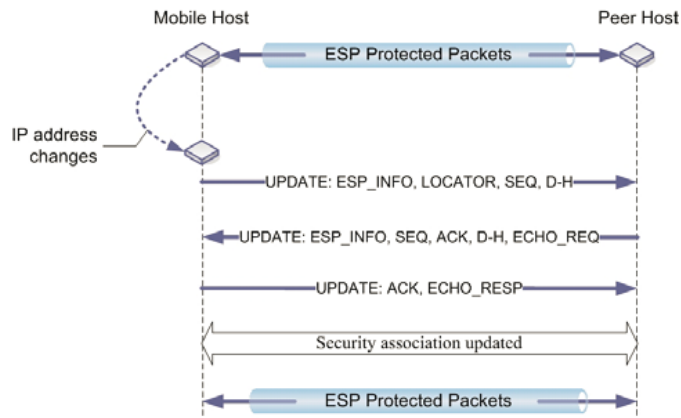 Mobile Host
Peer Host
ESP Protected Packets
IP address
changes
UPDATE: ESP_INFO, LOCATOR, SEQ, D-H
UPDATE: ESP_INFO, SEQ, ACK, D-H, ECHO_REQ
UPDATE: ACK, ECHO_RESP
Security association updated
ESP Protected Packets